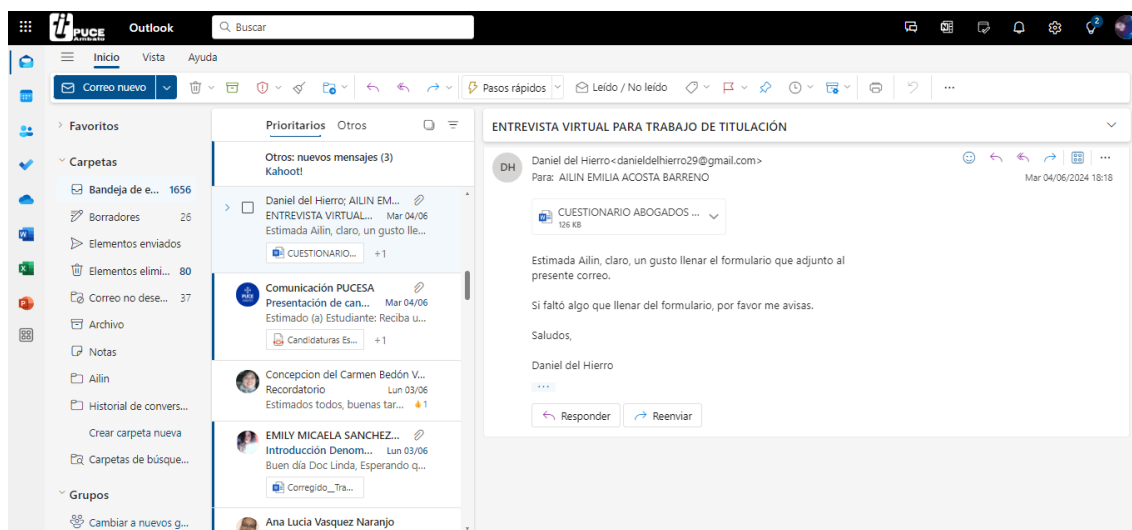 PUCE
Ambato
Outlook
Buscar
2
Inicio Vista Ayuda
Correo nuevo
Pasos rápidos
Leído / No leído
Favoritos
Carpetas
Bandeja de e... 1656
Borradores 26
Elementos enviados
Elementos elimi... 80
Correo no dese... 37
Archivo
Notas
Ailin
Historial de convers...
Crear carpeta nueva
Carpetas de búsque...
Grupos
Cambiar a nuevos g...
Prioritarios Otros
Otros: nuevos mensajes (3)
Kahoot!
Daniel del Hierro; AILIN EM...
ENTREVISTA VIRTUAL... Mar 04/06
Estimada Ailin, claro, un gusto lle...
CUESTIONARIO... +1
Comunicación PUCESA
Presentación de can... Mar 04/06
Estimado (a) Estudiante: Reciba u...
Candidaturas Es... +1
Concepcion del Carmen Bedón V...
Recordatorio Lun 03/06
Estimados todos, buenas tar... 1
EMILY MICAELA SANCHEZ...
Introducción Denom... Lun 03/06
Buen día Doc Linda, Esperando q...
Corregido__Tra...
Ana Lucia Vasquez Naranjo
ENTREVISTA VIRTUAL PARA TRABAJO DE TITULACIÓN
DH
Daniel del Hierro<danieldelhierro29@gmail.com>
Para: AILIN EMILIA ACOSTA BARRENO
Mar 04/06/2024 18:18
CUESTIONARIO ABOGADOS ...
126 KB
Estimada Ailin, claro, un gusto llenar el formulario que adjunto al
presente correo.
Si faltó algo que llenar del formulario, por favor me avisas.
Saludos,
Daniel del Hierro
...
Responder
Reenviar